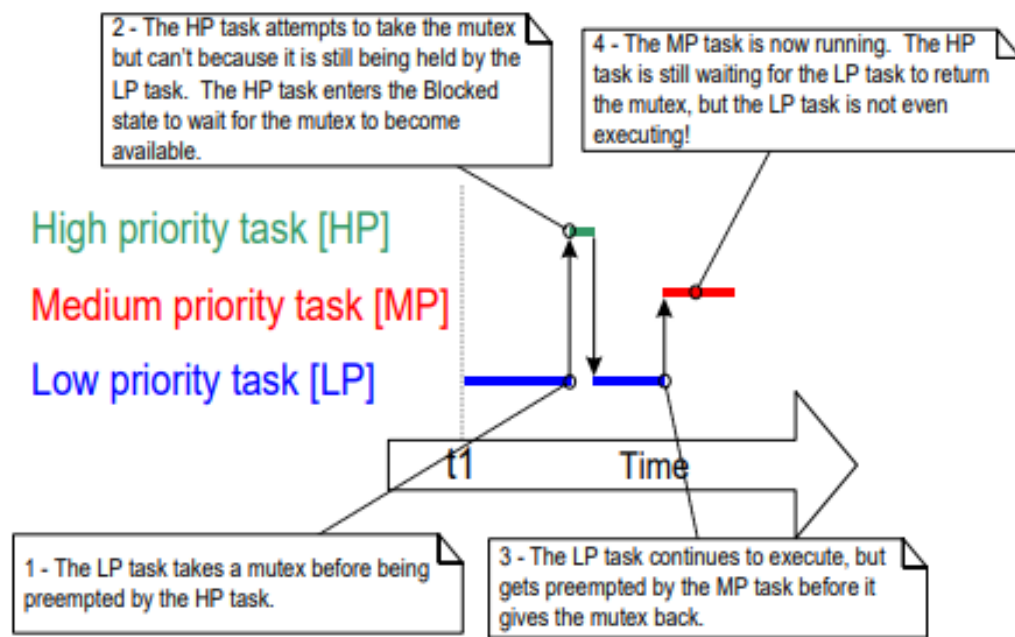 2 - The HP task attempts to take the mutex
but can't because it is still being held by the
LP task. The HP task enters the Blocked
state to wait for the mutex to become
available.
4 - The MP task is now running. The HP
task is still waiting for the LP task to return
the mutex, but the LP task is not even
executing!
High priority task [HP]
Medium priority task [MP]
Low priority task [LP]
t1
Time
1 - The LP task takes a mutex before being
preempted by the HP task.
3 - The LP task continues to execute, but
gets preempted by the MP task before it
gives the mutex back.